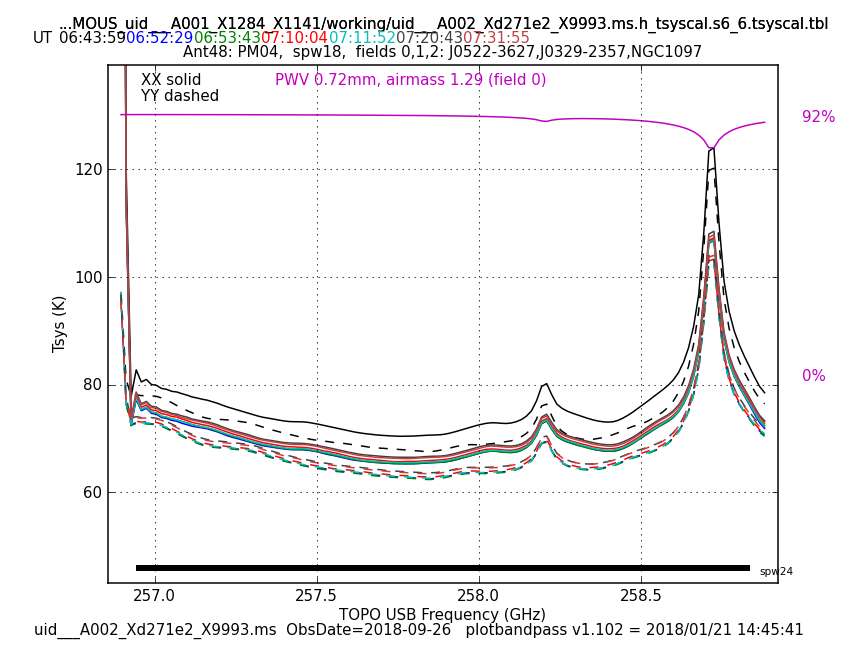 ...MOUS_uid___A001_X1284_X1141/working/uid___A002_Xd271e2_X9993.ms.h_tsyscal.s6_6.tsyscal.tbl
UT 06:43:59 06:52:29 06:53:43 07:10:04 07:11:52 07:20:43 07:31:55
Ant48: PM04,  spw18,  fields 0,1,2: J0522-3627,J0329-2357,NGC1097
XX solid
YY dashed
PWV 0.72mm, airmass 1.29 (field 0)
92%
0%
120
100
80
60
Tsys (K)
spw24
257.0 257.5 258.0 258.5
TOPO USB Frequency (GHz)
uid___A002_Xd271e2_X9993.ms  ObsDate=2018-09-26   plotbandpass v1.102 = 2018/01/21 14:45:41